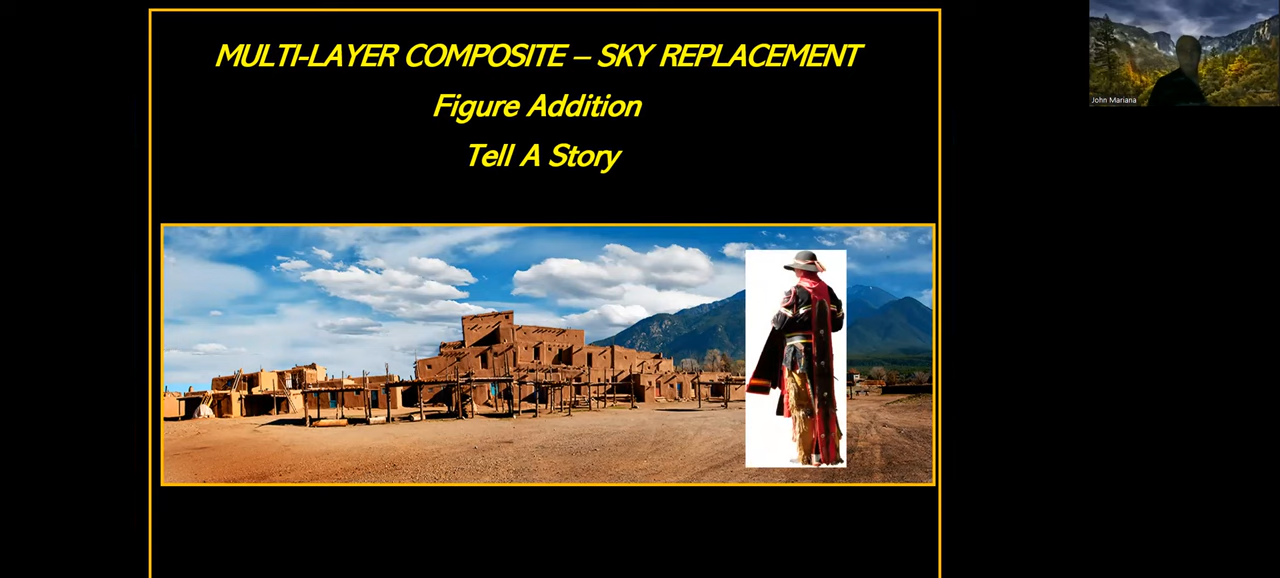 MULTI-LAYER COMPOSITE – SKY REPLACEMENT
Figure Addition
Tell A Story
John Mariana